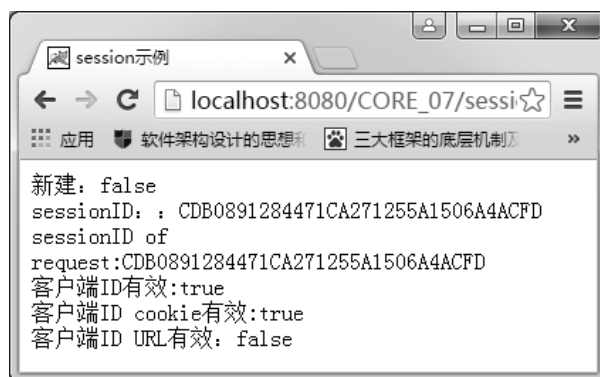 session示例
localhost:8080/CORE_07/sessi
应用 软件架构设计的思想和 三大框架的底层机制及
新建：false
sessionID：：CDB0891284471CA271255A1506A4ACFD
sessionID of
request:CDB0891284471CA271255A1506A4ACFD
客户端ID有效:true
客户端ID cookie有效:true
客户端ID URL有效：false